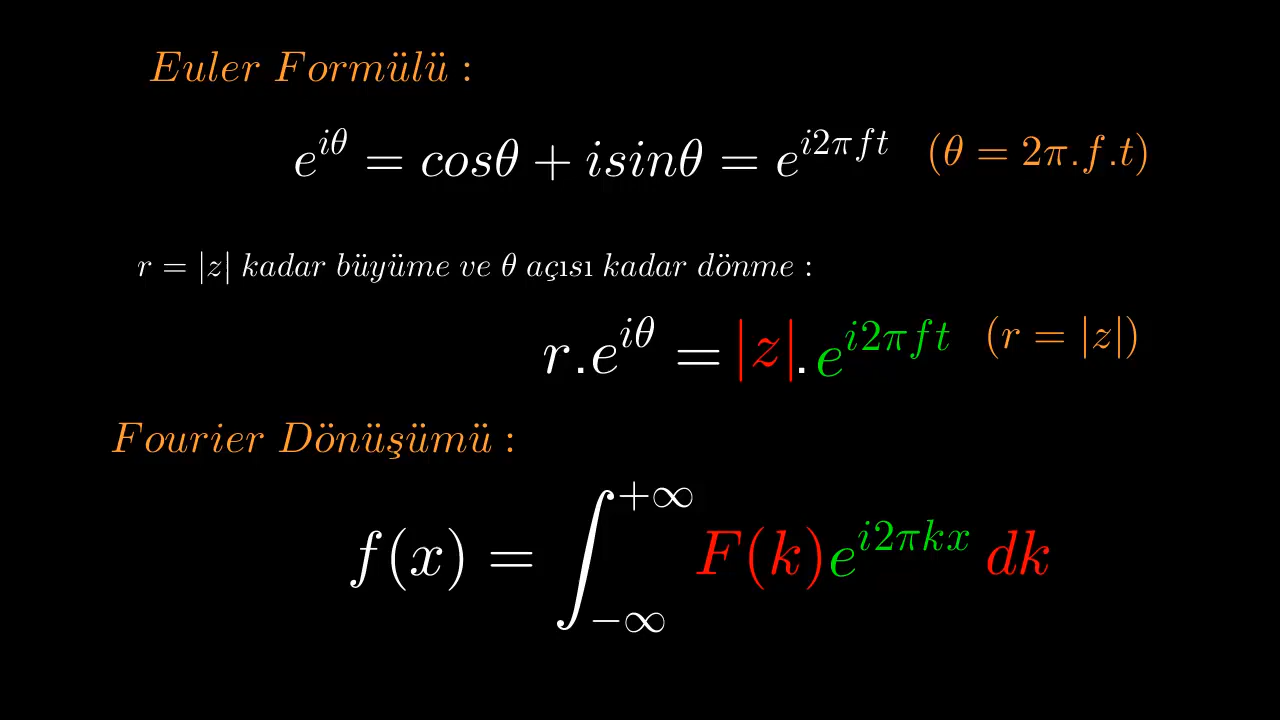 Euler Formülü :
e^{iθ} = cosθ + isinθ = e^{i2πft} (θ = 2π.f.t)
r = |z| kadar büyüme ve θ açısı kadar dönme :
r.e^{iθ} = |z|.e^{i2πft} (r = |z|)
Fourier Dönüşümü :
f(x) = ∫_{-∞}^{+∞} F(k)e^{i2πkx} dk